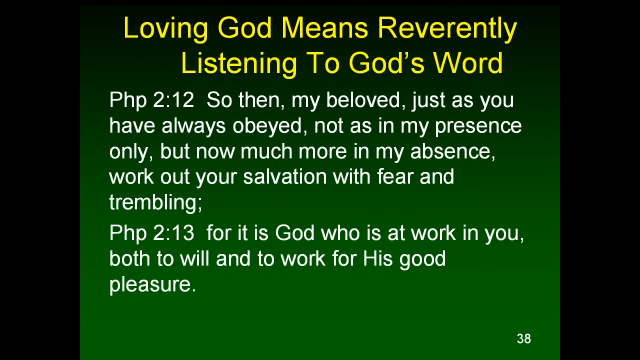 Loving God Means Reverently
Listening To God's Word
Php 2:12 So then, my beloved, just as you
have always obeyed, not as in my presence
only, but now much more in my absence,
work out your salvation with fear and
trembling;
Php 2:13 for it is God who is at work in you,
both to will and to work for His good
pleasure.
38